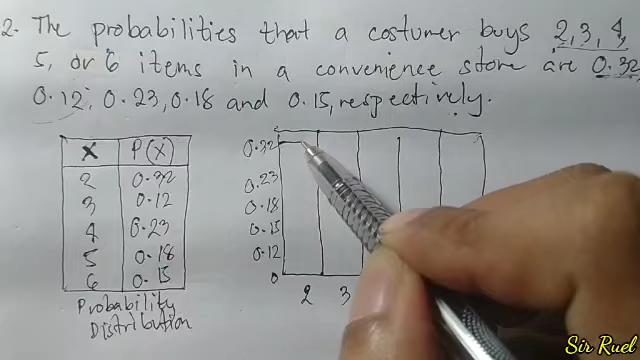 2. The probabilities that a costumer buys 2, 3, 4,
5, or 6 items in a convenience store are 0.32,
0.12, 0.23, 0.18 and 0.15, respectively.
X P(X)
2 0.32
3 0.12
4 0.23
5 0.18
6 0.15
Probability
Distribution
0.32
0.23
0.18
0.15
0.12
0
2 3
Sir Ruel